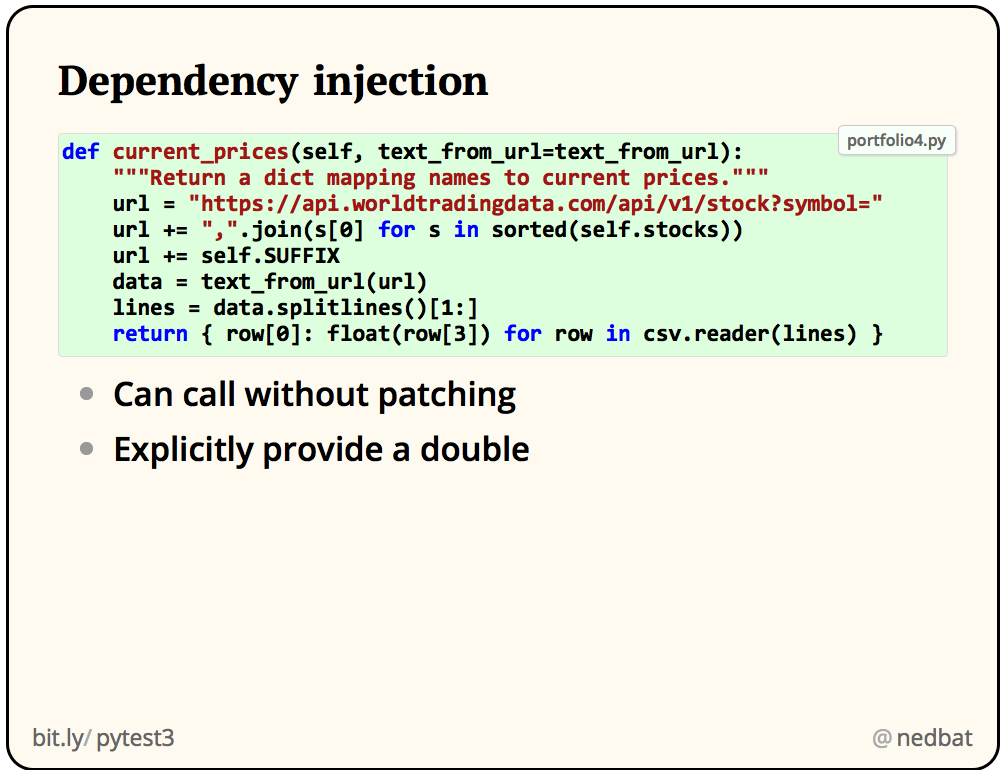 Dependency injection
portfolio4.py
def current_prices(self, text_from_url=text_from_url):
    """Return a dict mapping names to current prices."""
    url = "https://api.worldtradingdata.com/api/v1/stock?symbol="
    url += ",".join(s[0] for s in sorted(self.stocks))
    url += self.SUFFIX
    data = text_from_url(url)
    lines = data.splitlines()[1:]
    return { row[0]: float(row[3]) for row in csv.reader(lines) }
Can call without patching
Explicitly provide a double
bit.ly/ pytest3
@ nedbat